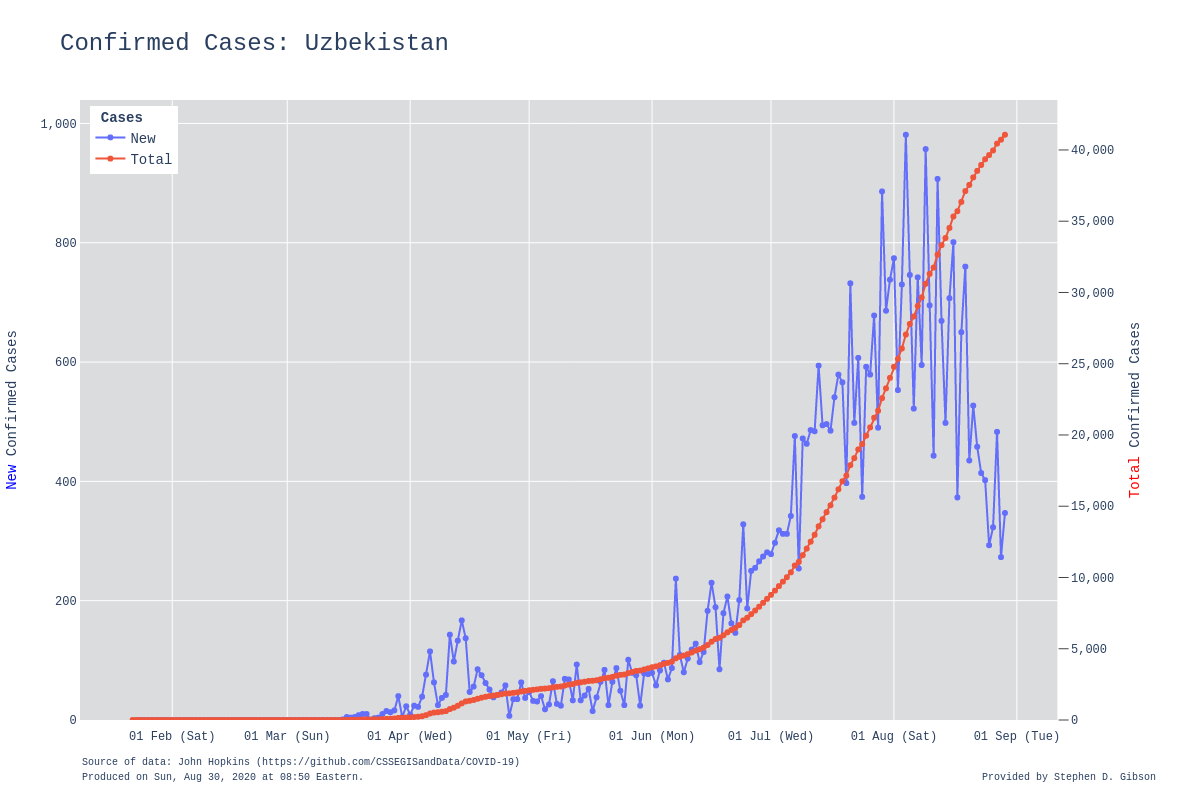 Confirmed Cases: Uzbekistan
Cases
New
Total
1,000
800
600
400
200
0
New Confirmed Cases
40,000
35,000
30,000
25,000
20,000
15,000
10,000
5,000
0
Total Confirmed Cases
01 Feb (Sat) 01 Mar (Sun) 01 Apr (Wed) 01 May (Fri) 01 Jun (Mon) 01 Jul (Wed) 01 Aug (Sat) 01 Sep (Tue)
Source of data: John Hopkins (https://github.com/CSSEGISandData/COVID-19)
Produced on Sun, Aug 30, 2020 at 08:50 Eastern.
Provided by Stephen D. Gibson